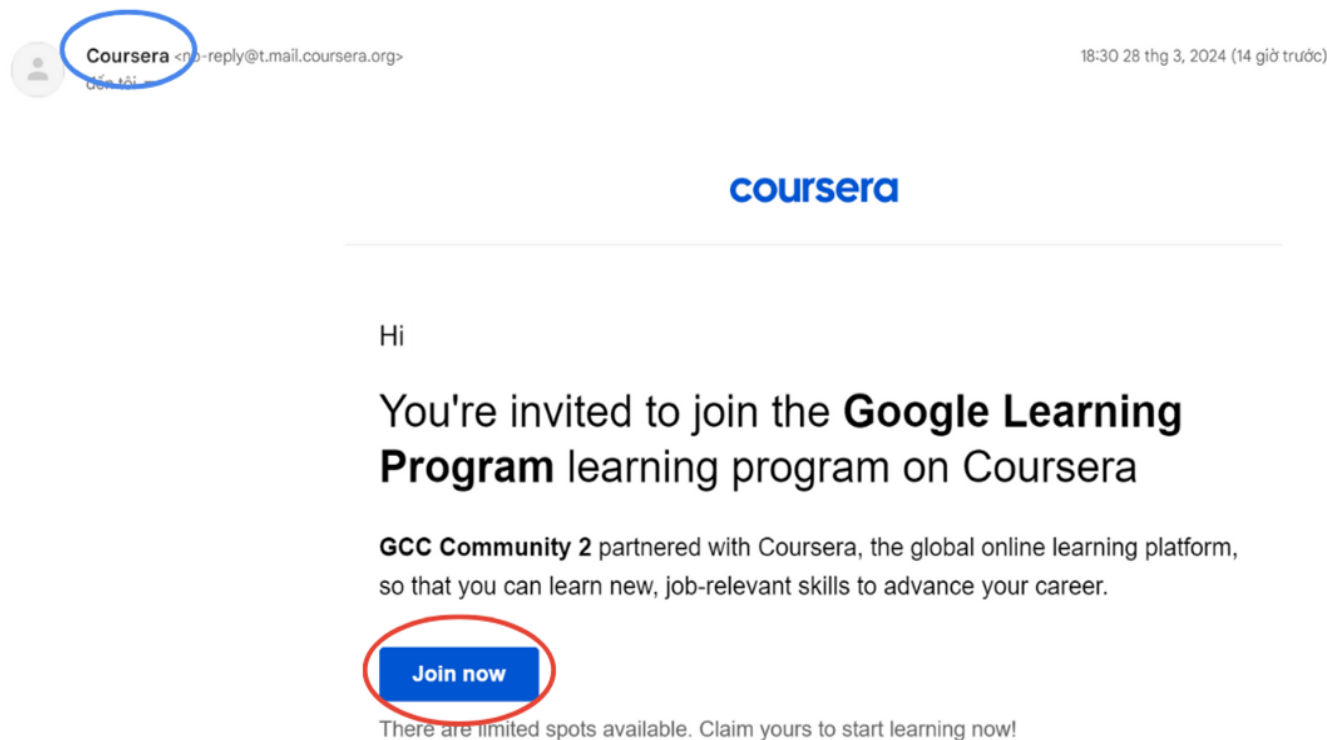 Coursera <no-reply@t.mail.coursera.org>
18:30 28 thg 3, 2024 (14 giờ trước)
đến tôi
coursera
Hi
You're invited to join the Google Learning
Program learning program on Coursera
GCC Community 2 partnered with Coursera, the global online learning platform,
so that you can learn new, job-relevant skills to advance your career.
Join now
There are limited spots available. Claim yours to start learning now!